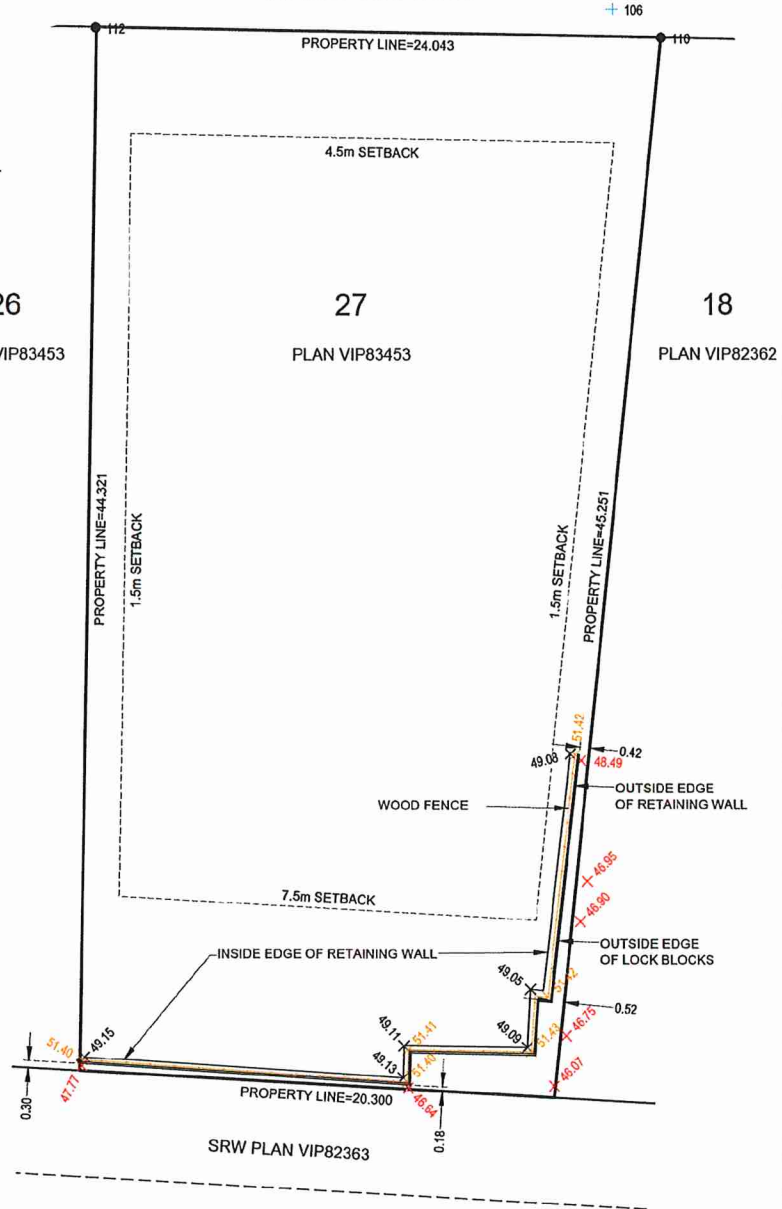 106
112
110
PROPERTY LINE=24.043
4.5m SETBACK
26
27
18
VIP83453
PLAN VIP83453
PLAN VIP82362
PROPERTY LINE=44.321
1.5m SETBACK
1.5m SETBACK
PROPERTY LINE=45.251
51.42
0.42
49.08
48.49
OUTSIDE EDGE
OF RETAINING WALL
WOOD FENCE
46.95
7.5m SETBACK
46.90
INSIDE EDGE OF RETAINING WALL
OUTSIDE EDGE
OF LOCK BLOCKS
49.05
51.42
0.52
49.15
49.11
51.41
49.09
51.43
46.75
51.40
49.13
51.40
46.07
47.77
PROPERTY LINE=20.300
46.64
0.30
0.18
SRW PLAN VIP82363